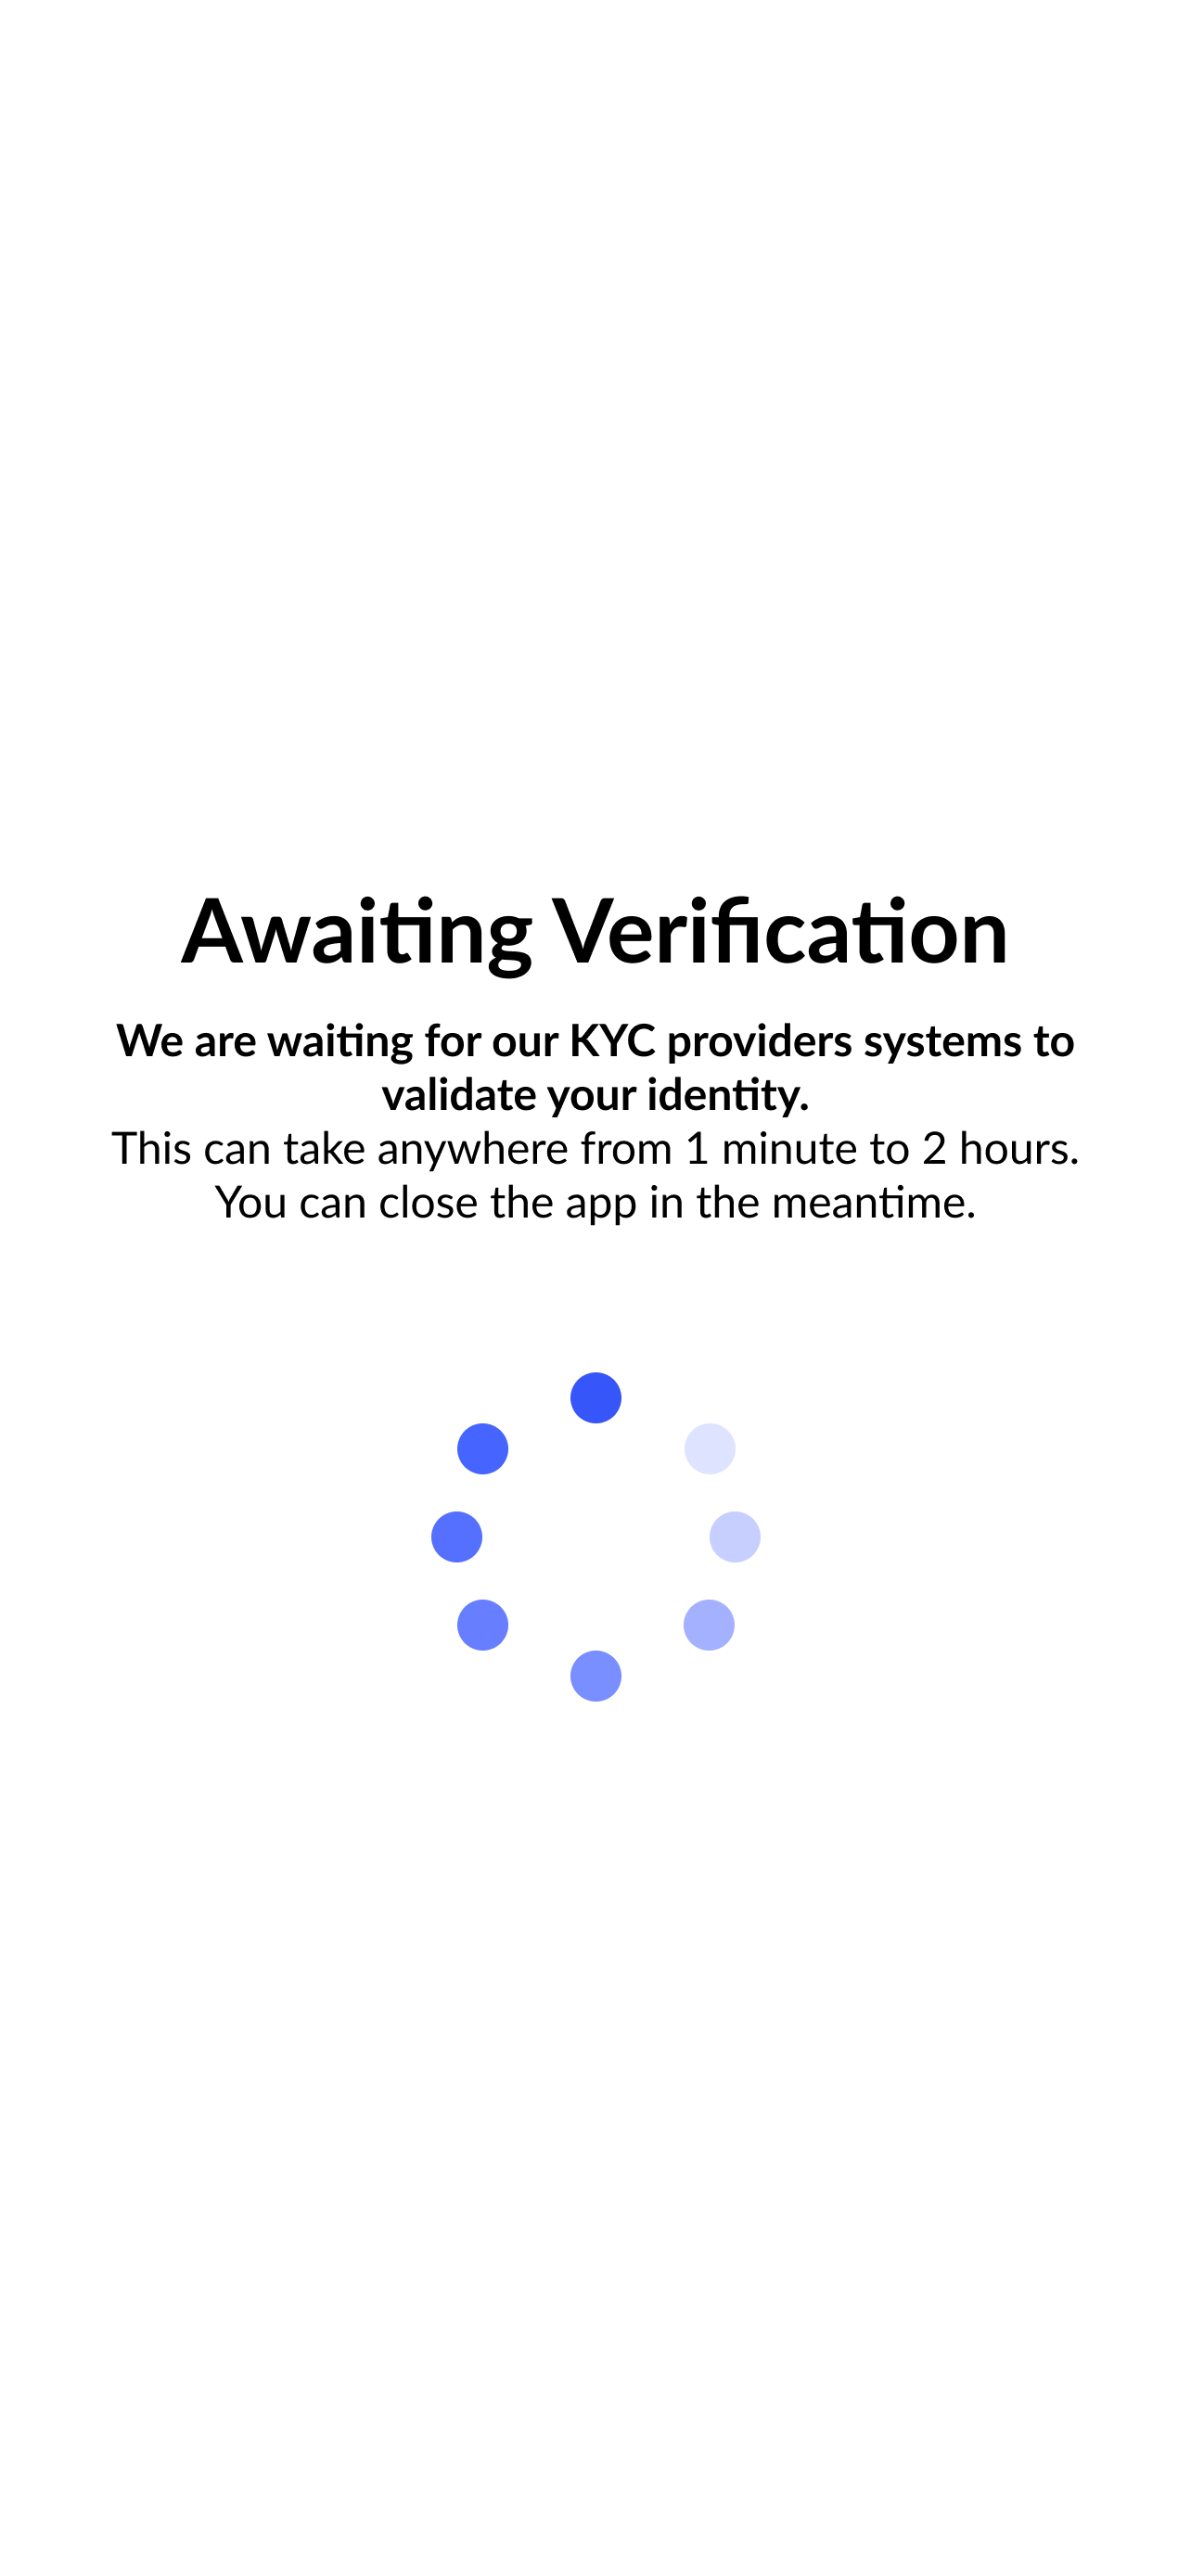 Awaiting Verification
We are waiting for our KYC providers systems to
validate your identity.
This can take anywhere from 1 minute to 2 hours.
You can close the app in the meantime.